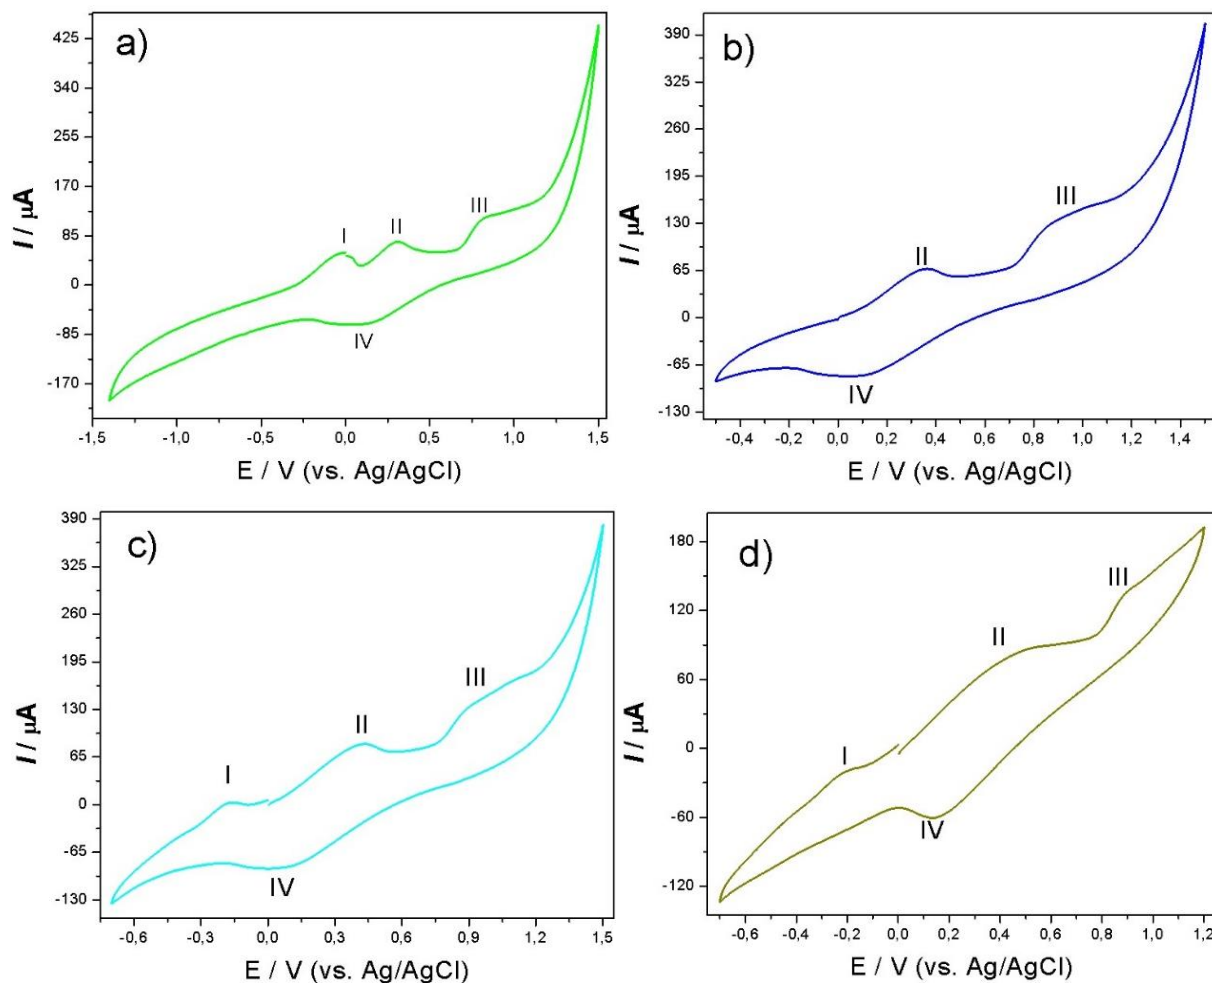 a)
425
340
255
170
85
0
-85
-170
I / µA
I
II
III
IV
-1,5
-1,0
-0,5
0,0
0,5
1,0
1,5
E / V (vs. Ag/AgCl)
b)
390
325
260
195
130
65
0
-65
-130
I / µA
II
III
IV
-0,4
-0,2
0,0
0,2
0,4
0,6
0,8
1,0
1,2
1,4
E / V (vs. Ag/AgCl)
c)
390
325
260
195
130
65
0
-65
-130
I / µA
I
II
III
IV
-0,6
-0,3
0,0
0,3
0,6
0,9
1,2
1,5
E / V (vs. Ag/AgCl)
d)
180
120
60
0
-60
-120
I / µA
I
II
III
IV
-0,6
-0,4
-0,2
0,0
0,2
0,4
0,6
0,8
1,0
1,2
E / V (vs. Ag/AgCl)